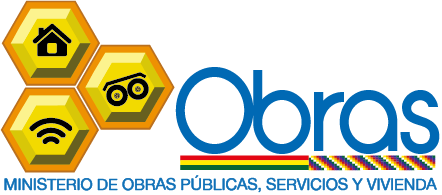 Obras
MINISTERIO DE OBRAS PÚBLICAS, SERVICIOS Y VIVIENDA